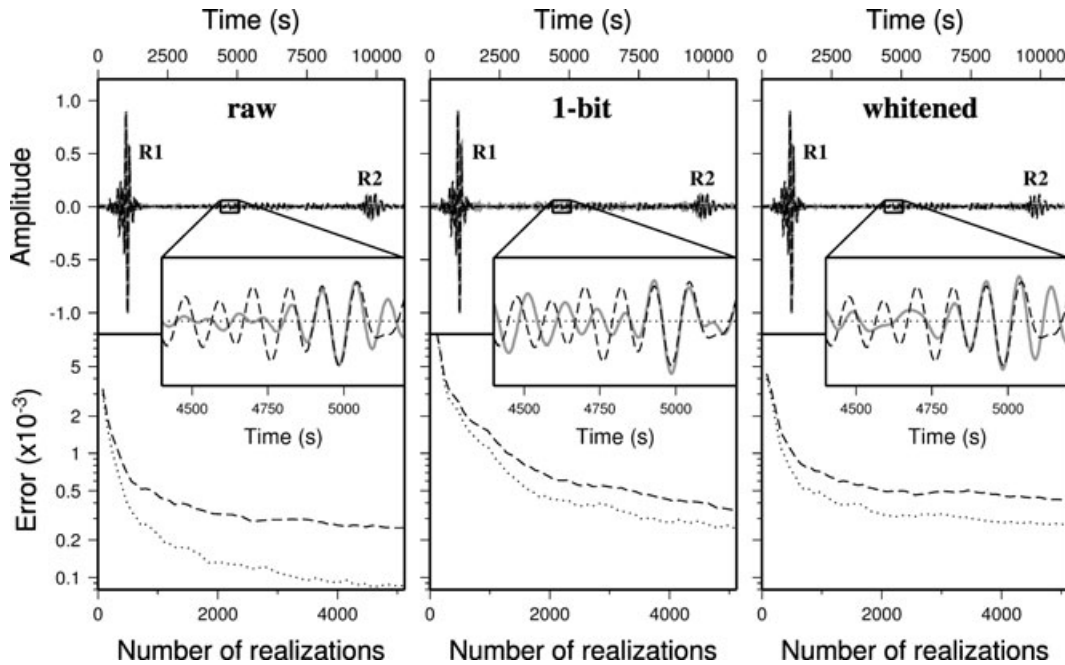 Time (s) Time (s) Time (s)
0 2500 5000 7500 10000 0 2500 5000 7500 10000 0 2500 5000 7500 10000
raw 1-bit whitened
R1 R1 R1
R2 R2 R2
Amplitude
1.0
0.5
0.0
-0.5
-1.0
4500 4750 5000 4500 4750 5000 4500 4750 5000
Time (s) Time (s) Time (s)
Error (x10-3)
5
2
1
0.5
0.2
0.1
0 2000 4000 0 2000 4000 0 2000 4000
Number of realizations Number of realizations Number of realizations